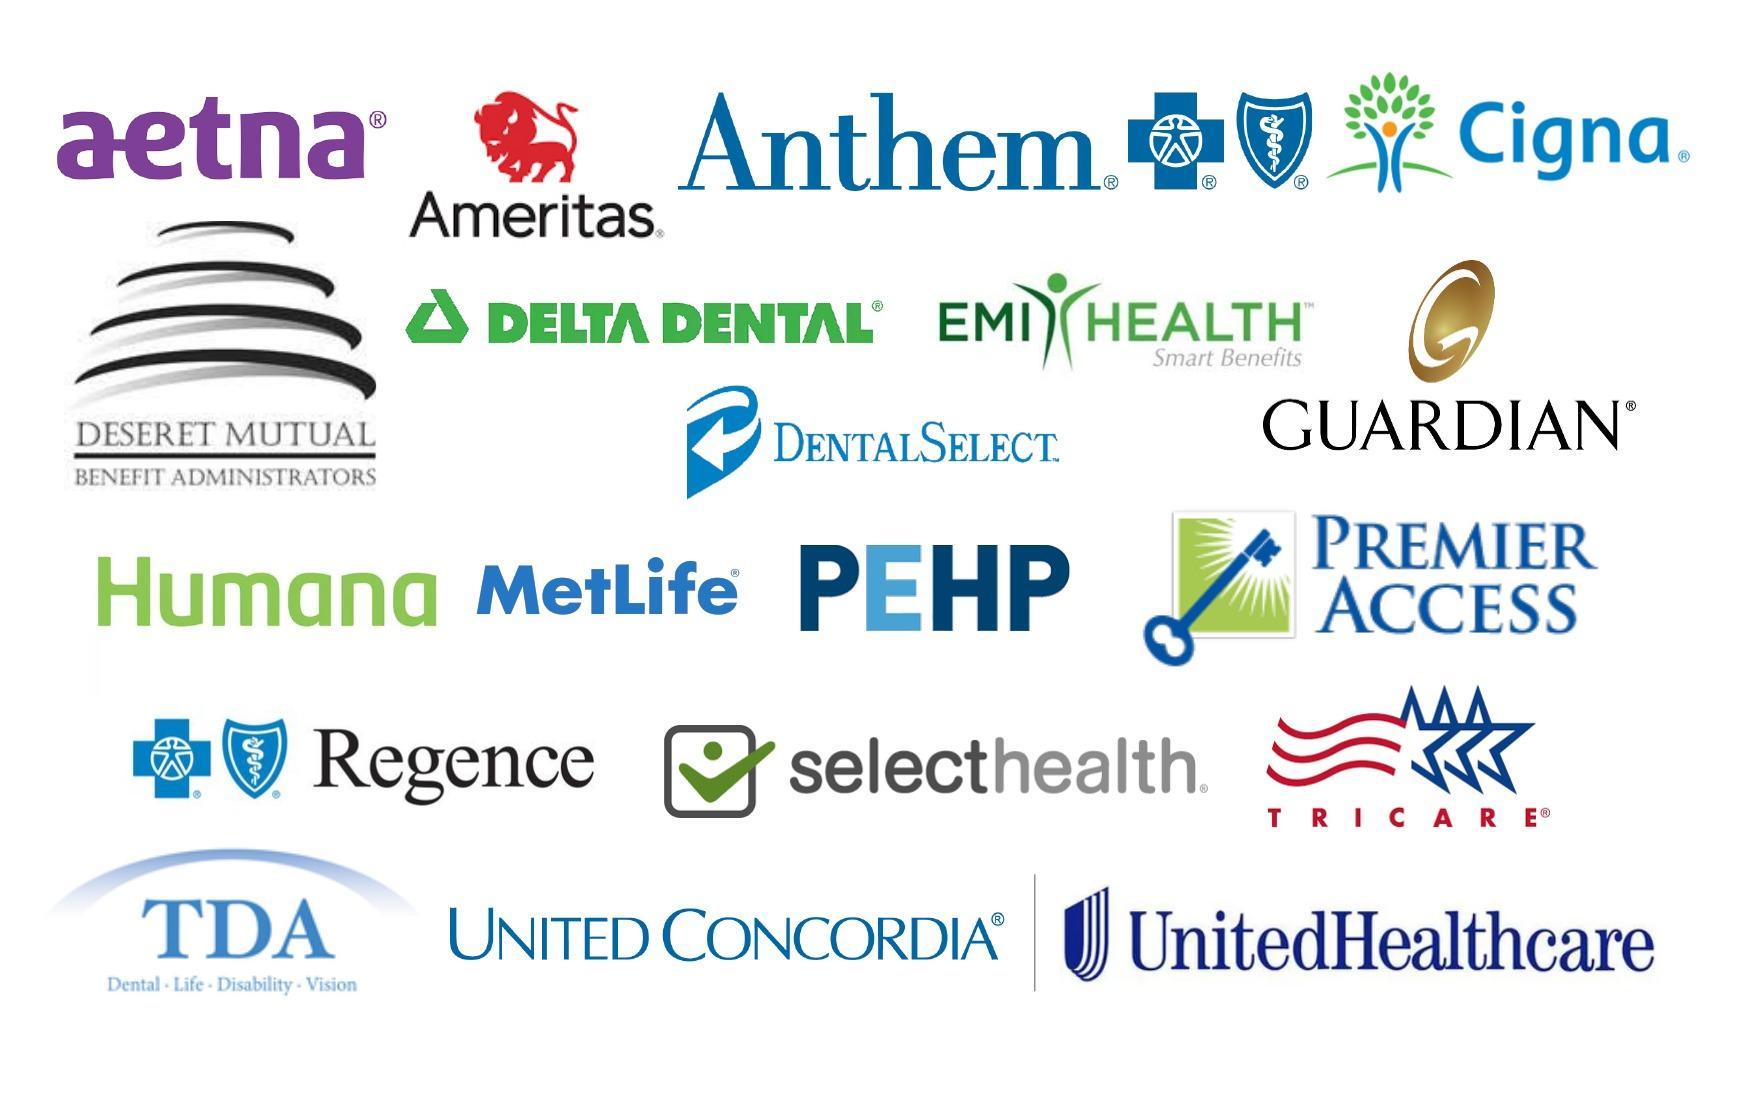 aetna®
Ameritas®
Anthem®
Cigna®
DESERET MUTUAL
BENEFIT ADMINISTRATORS
DELTA DENTAL®
EMI HEALTH™
Smart Benefits
GUARDIAN®
DENTALSELECT™
Humana
MetLife®
PEHP
PREMIER
ACCESS
Regence
selecthealth®
TRICARE®
TDA
Dental · Life · Disability · Vision
UNITED CONCORDIA®
UnitedHealthcare